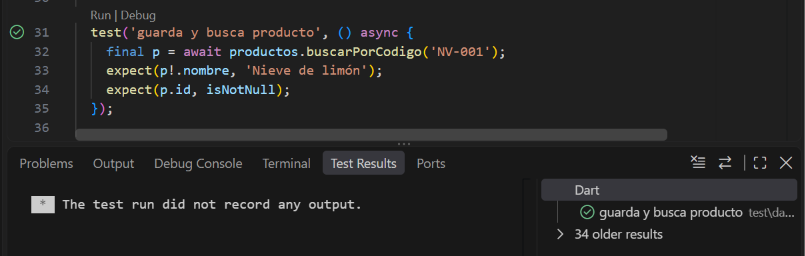 Run | Debug
31 test('guarda y busca producto', () async {
32 final p = await productos.buscarPorCodigo('NV-001');
33 expect(p!.nombre, 'Nieve de limón');
34 expect(p.id, isNotNull);
35 });
36
Problems Output Debug Console Terminal Test Results Ports
* The test run did not record any output.
Dart
guarda y busca producto test\da...
34 older results